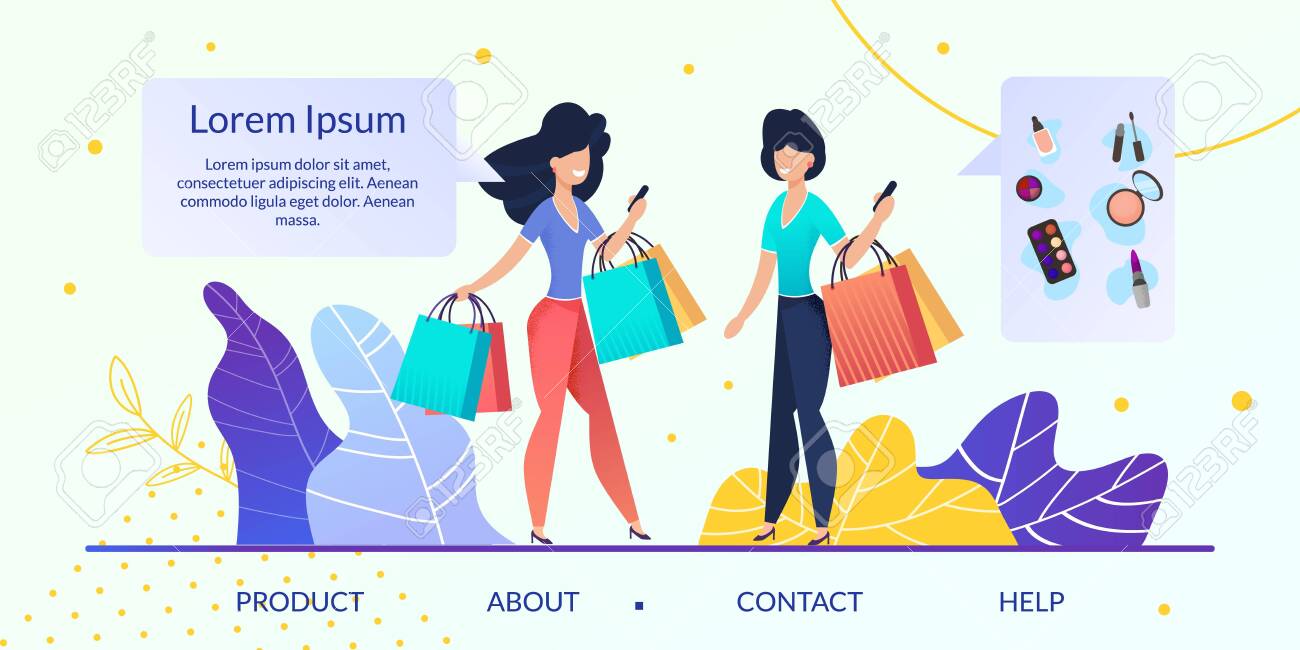 Lorem Ipsum
Lorem ipsum dolor sit amet,
consectetuer adipiscing elit. Aenean
commodo ligula eget dolor. Aenean
massa.
PRODUCT
ABOUT
CONTACT
HELP
123RF
123RF
123RF
123RF
123RF
123RF